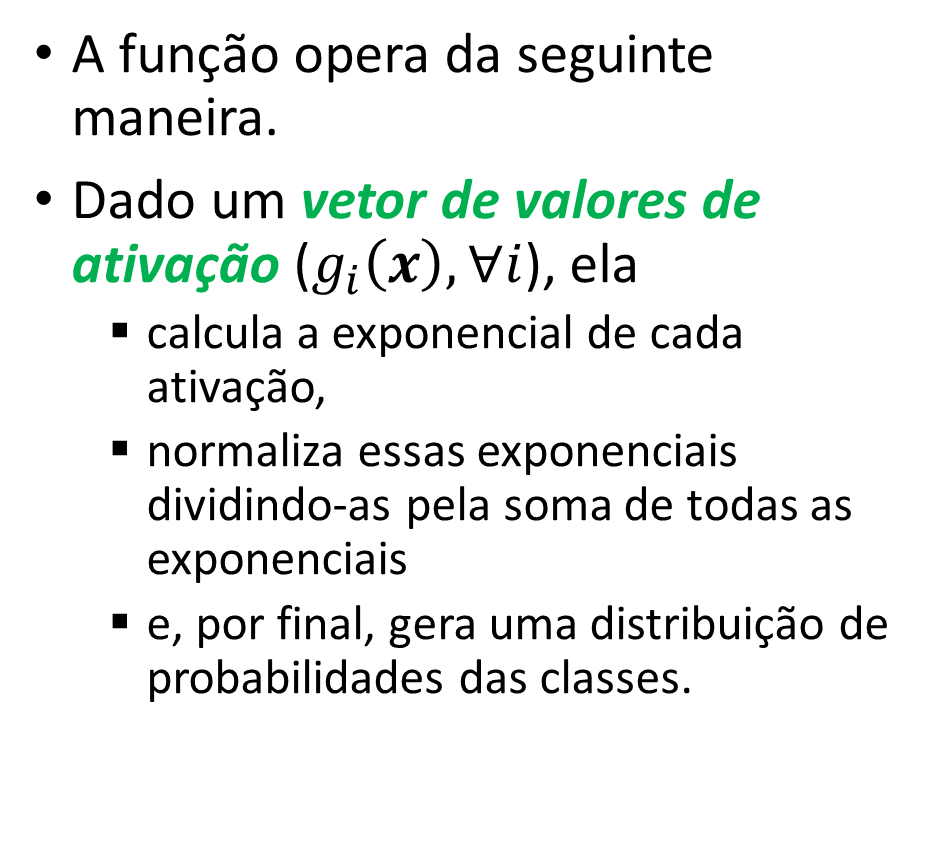 • A função opera da seguinte
maneira.
• Dado um vetor de valores de
ativação (𝑔ᵢ(𝒙), ∀𝑖), ela
▪ calcula a exponencial de cada
ativação,
▪ normaliza essas exponenciais
dividindo-as pela soma de todas as
exponenciais
▪ e, por final, gera uma distribuição de
probabilidades das classes.